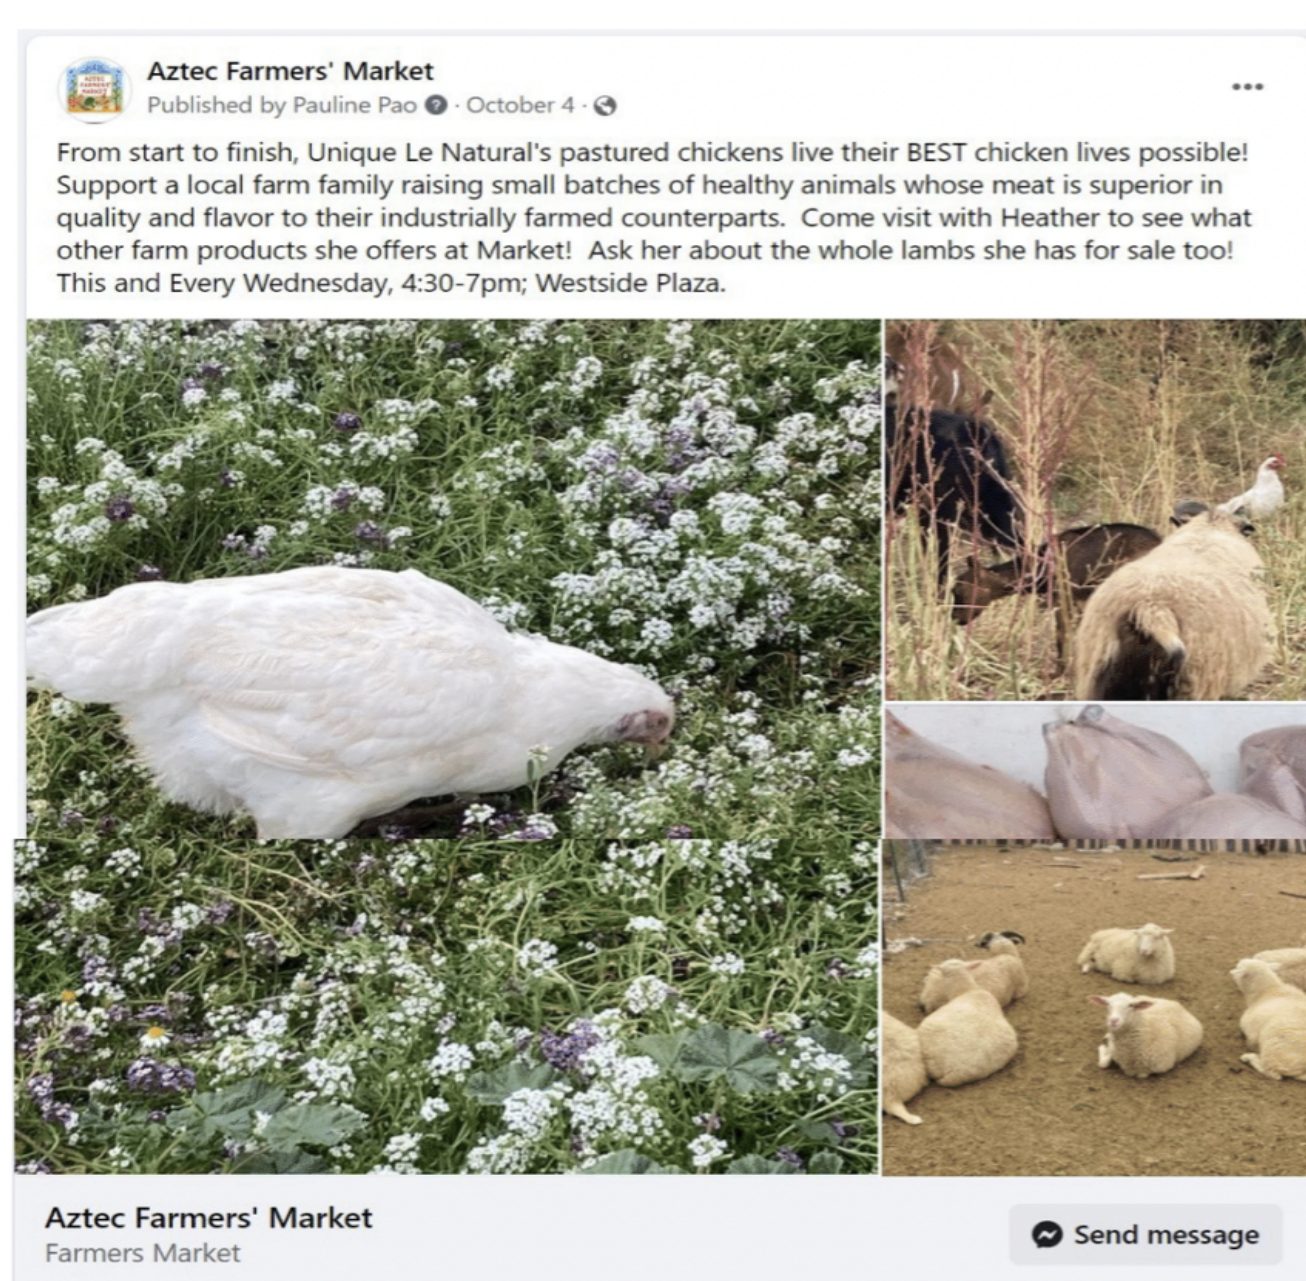 Aztec Farmers' Market
Published by Pauline Pao · October 4 ·
From start to finish, Unique Le Natural's pastured chickens live their BEST chicken lives possible!
Support a local farm family raising small batches of healthy animals whose meat is superior in
quality and flavor to their industrially farmed counterparts.  Come visit with Heather to see what
other farm products she offers at Market!  Ask her about the whole lambs she has for sale too!
This and Every Wednesday, 4:30-7pm; Westside Plaza.
AZTEC
FARMERS'
MARKET
Aztec Farmers' Market
Farmers Market
Send message